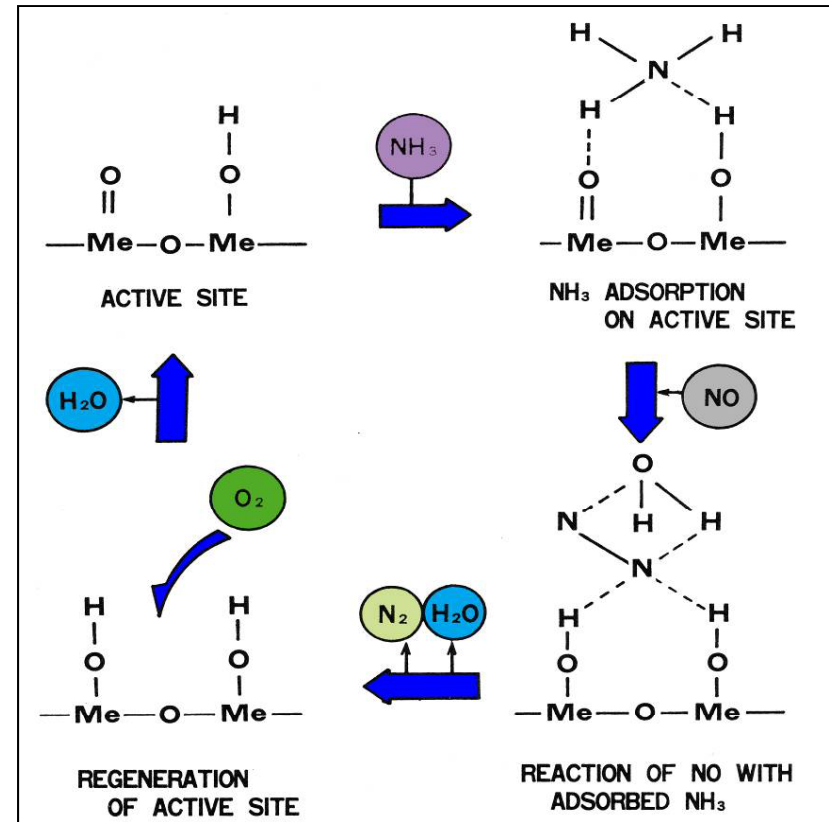 H
O
O
—Me—O—Me—
ACTIVE SITE
NH₃
H H
N
H H
O O
—Me—O—Me—
NH₃ ADSORPTION
ON ACTIVE SITE
H₂O
NO
O₂
O
N H H
N
H H
O O
—Me—O—Me—
REACTION OF NO WITH
ADSORBED NH₃
N₂ H₂O
H H
O O
—Me—O—Me—
REGENERATION
OF ACTIVE SITE